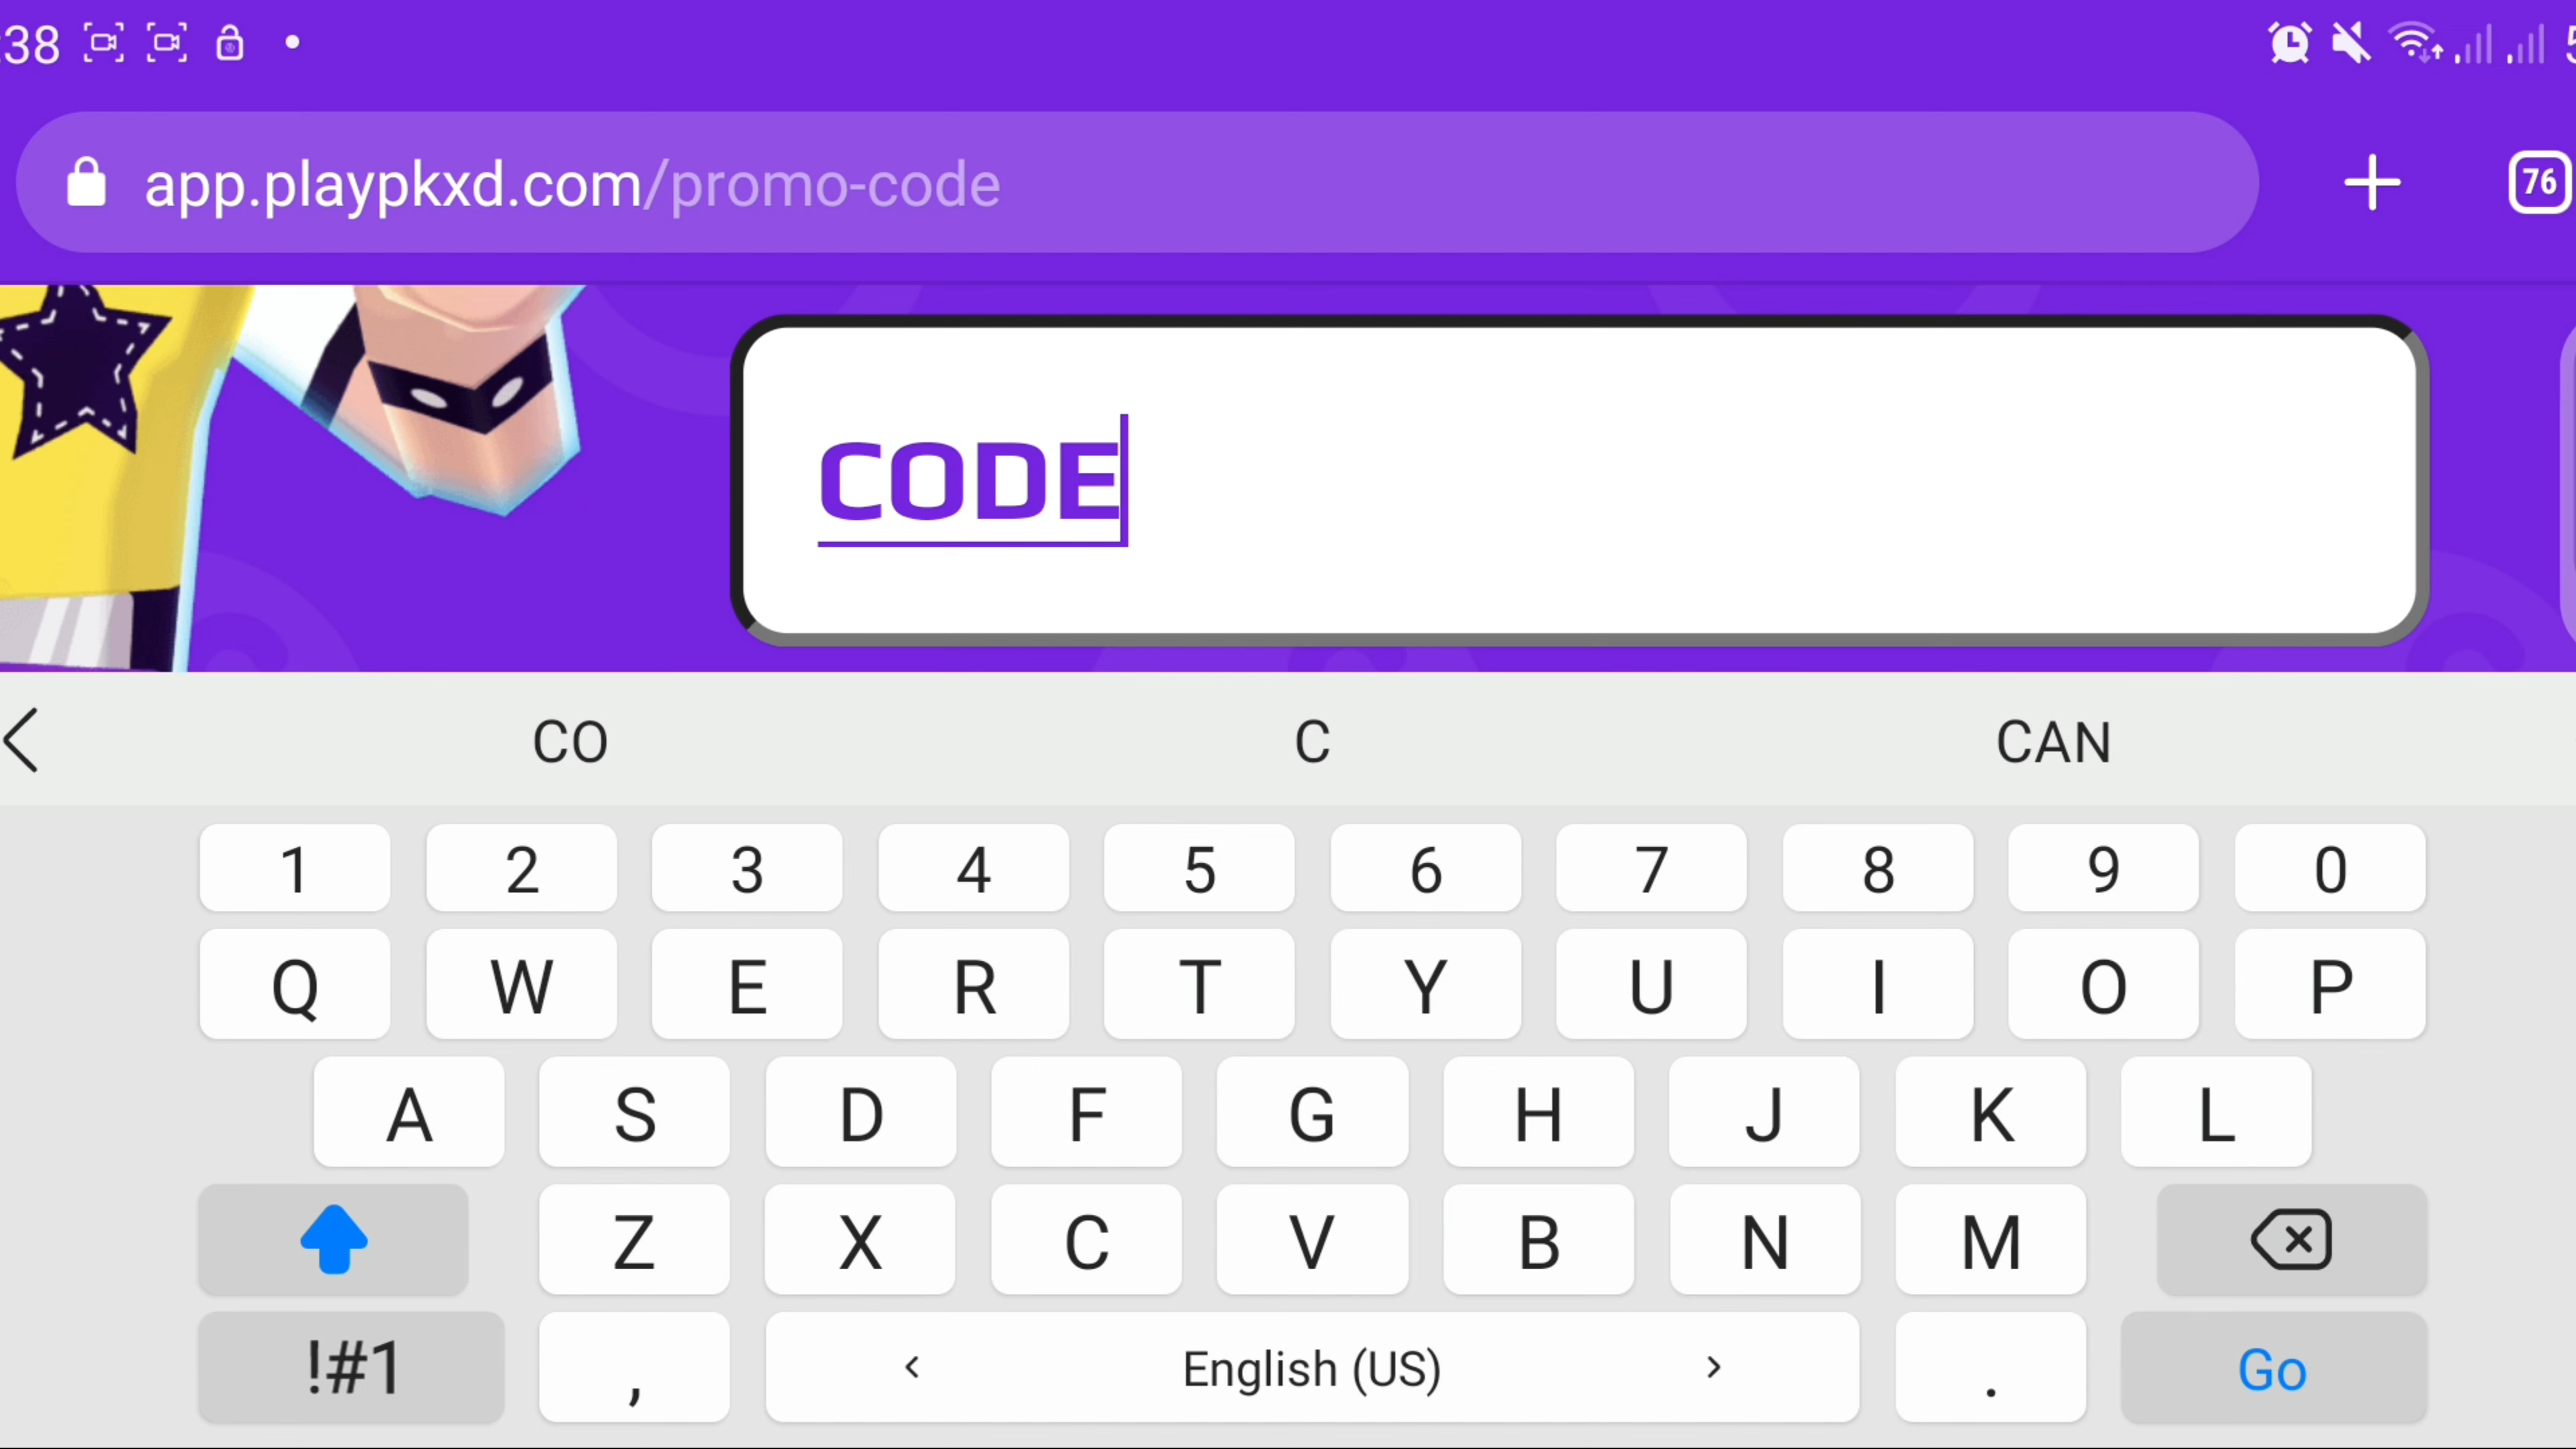 :38
app.playpkxd.com/promo-code
76
CODE
CO C CAN
1 2 3 4 5 6 7 8 9 0
Q W E R T Y U I O P
A S D F G H J K L
Z X C V B N M
!#1 , < English (US) > . Go